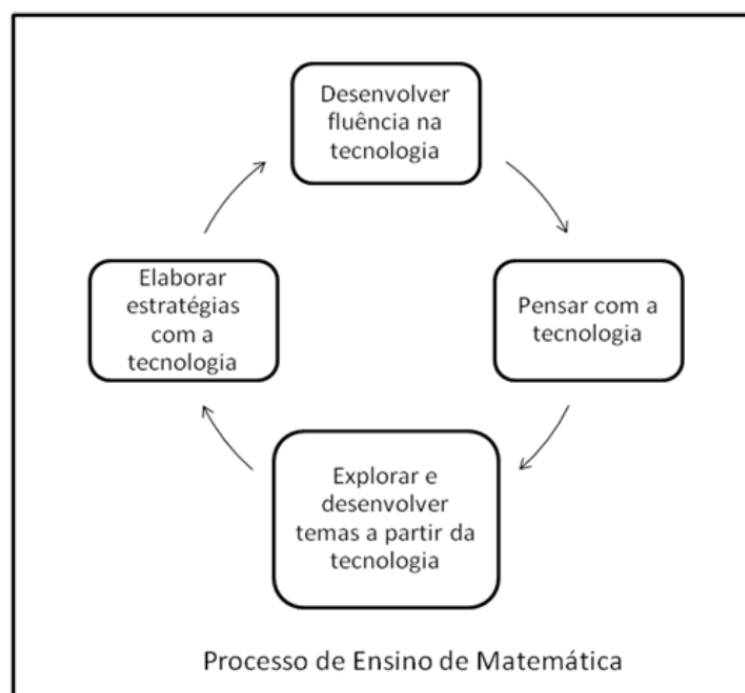 Desenvolver
fluência na
tecnologia
Pensar com a
tecnologia
Elaborar
estratégias
com a
tecnologia
Explorar e
desenvolver
temas a partir da
tecnologia
Processo de Ensino de Matemática